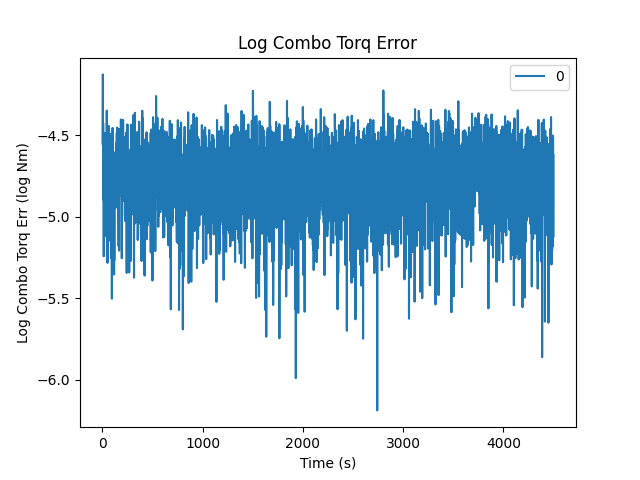 Log Combo Torq Error
0
Log Combo Torq Err (log Nm)
−4.5
−5.0
−5.5
−6.0
0 1000 2000 3000 4000
Time (s)